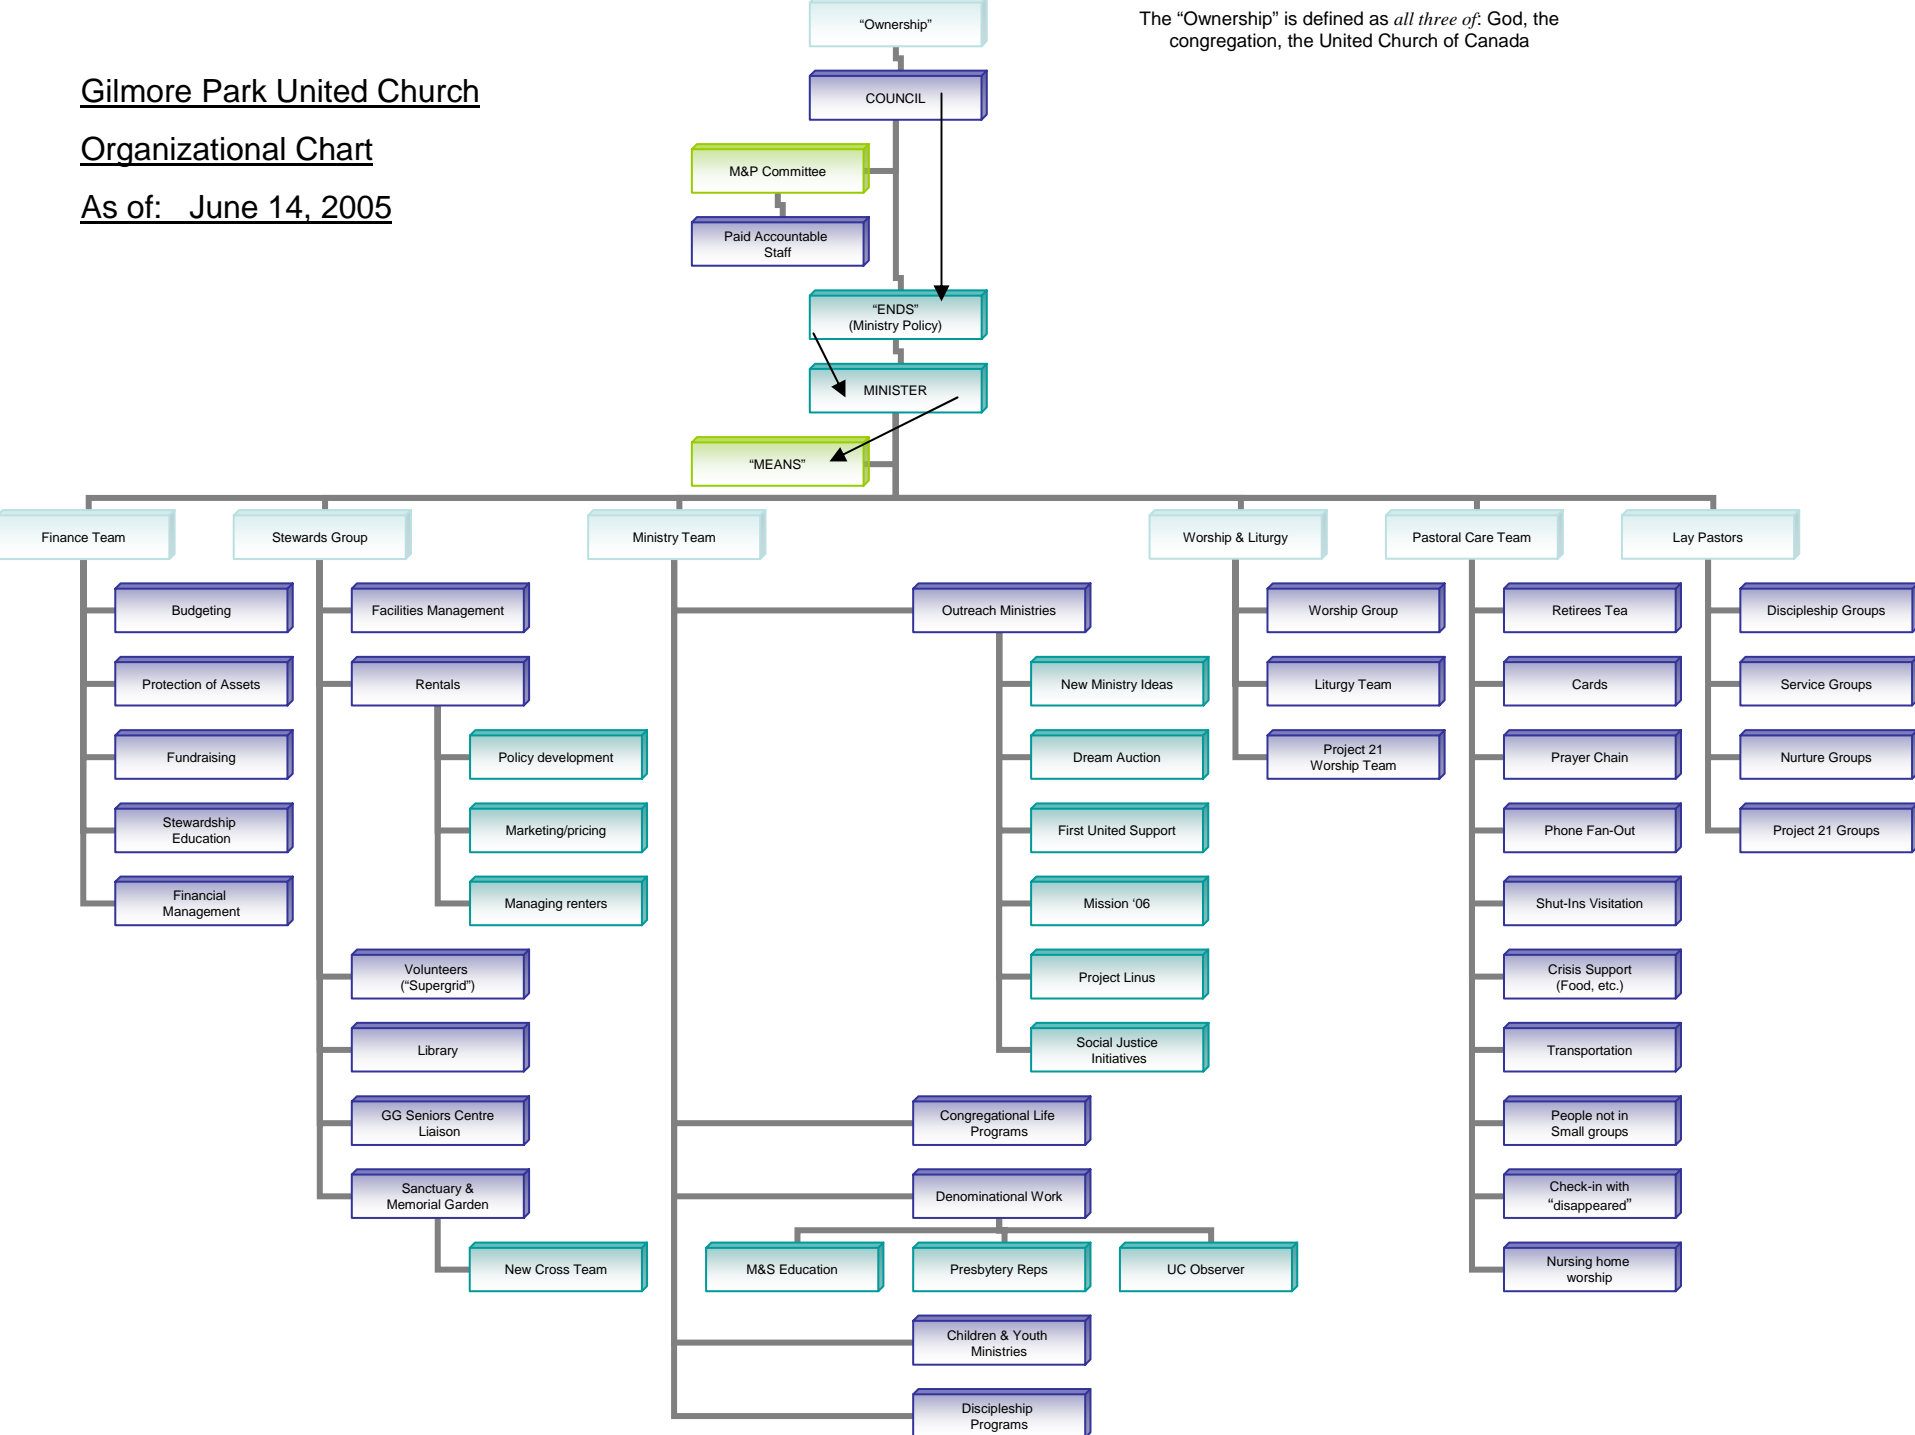 “Ownership”
The “Ownership” is defined as all three of: God, the
congregation, the United Church of Canada
Gilmore Park United Church
Organizational Chart
As of:   June 14, 2005
COUNCIL
M&P Committee
Paid Accountable
Staff
“ENDS”
(Ministry Policy)
MINISTER
“MEANS”
Finance Team
Stewards Group
Ministry Team
Worship & Liturgy
Pastoral Care Team
Lay Pastors
Budgeting
Protection of Assets
Fundraising
Stewardship
Education
Financial
Management
Facilities Management
Rentals
Policy development
Marketing/pricing
Managing renters
Volunteers
(“Supergrid”)
Library
GG Seniors Centre
Liaison
Sanctuary &
Memorial Garden
New Cross Team
Outreach Ministries
New Ministry Ideas
Dream Auction
First United Support
Mission ‘06
Project Linus
Social Justice
Initiatives
Congregational Life
Programs
Denominational Work
M&S Education
Presbytery Reps
UC Observer
Children & Youth
Ministries
Discipleship
Programs
Worship Group
Liturgy Team
Project 21
Worship Team
Retirees Tea
Cards
Prayer Chain
Phone Fan-Out
Shut-Ins Visitation
Crisis Support
(Food, etc.)
Transportation
People not in
Small groups
Check-in with
“disappeared”
Nursing home
worship
Discipleship Groups
Service Groups
Nurture Groups
Project 21 Groups